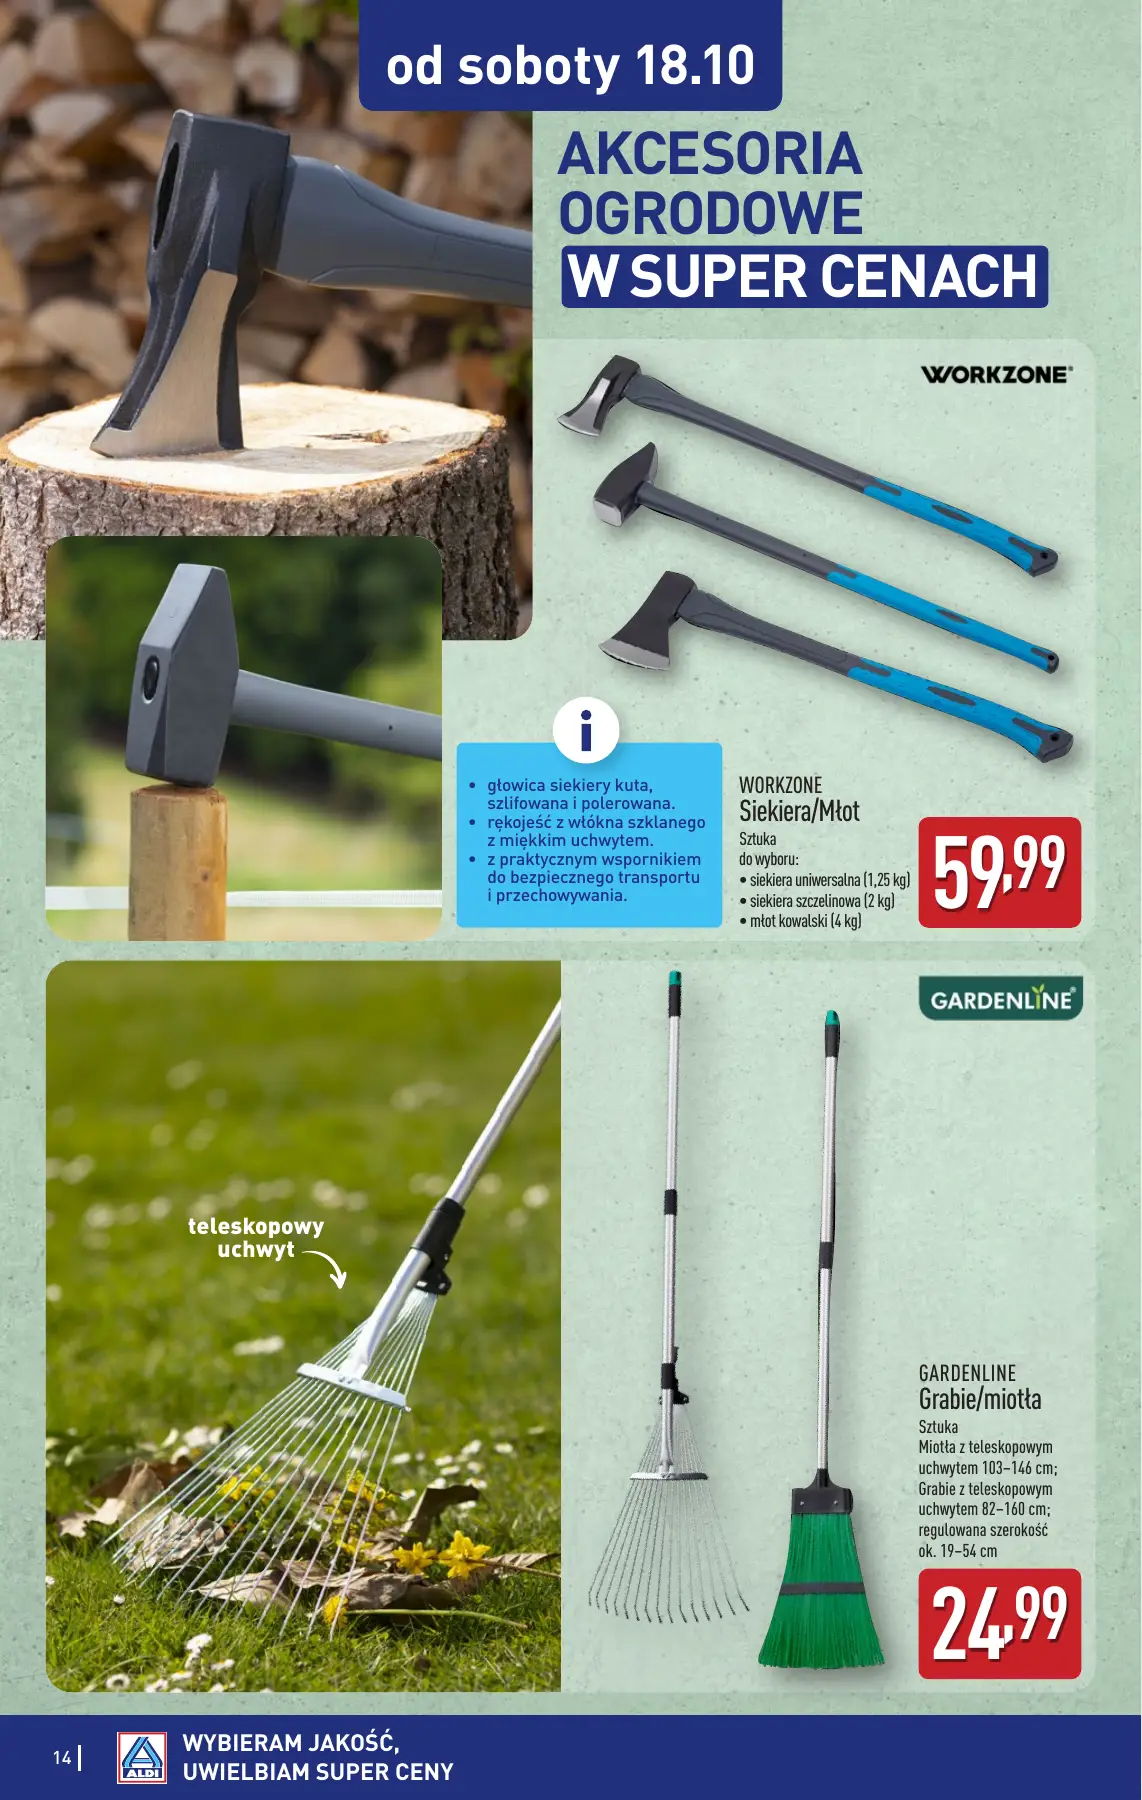 od soboty 18.10
AKCESORIA
OGRODOWE
W SUPER CENACH
WORKZONE®
i
• głowica siekiery kuta,
szlifowana i polerowana.
• rękojeść z włókna szklanego
z miękkim uchwytem.
• z praktycznym wspornikiem
do bezpiecznego transportu
i przechowywania.
WORKZONE
Siekiera/Młot
Sztuka
do wyboru:
• siekiera uniwersalna (1,25 kg)
• siekiera szczelinowa (2 kg)
• młot kowalski (4 kg)
59,99
teleskopowy
uchwyt
GARDENLINE®
GARDENLINE
Grabie/miotła
Sztuka
Miotła z teleskopowym
uchwytem 103–146 cm;
Grabie z teleskopowym
uchwytem 82–160 cm;
regulowana szerokość
ok. 19–54 cm
24,99
14
ALDI
WYBIERAM JAKOŚĆ,
UWIELBIAM SUPER CENY